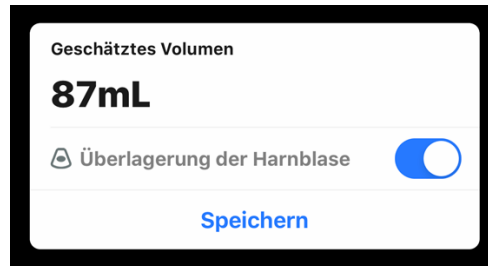 Geschätztes Volumen
87mL
Überlagerung der Harnblase
Speichern